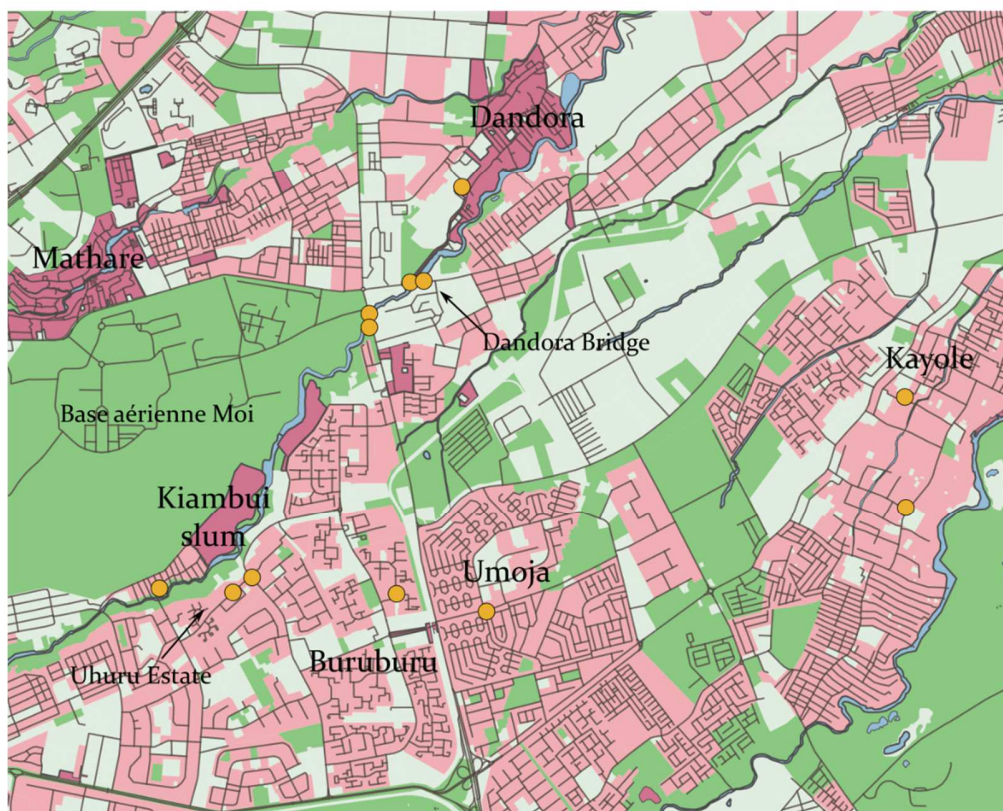 Dandora
Mathare
Dandora Bridge
Kayole
Base aérienne Moi
Kiambui
slum
Umoja
Buruburu
Uhuru Estate